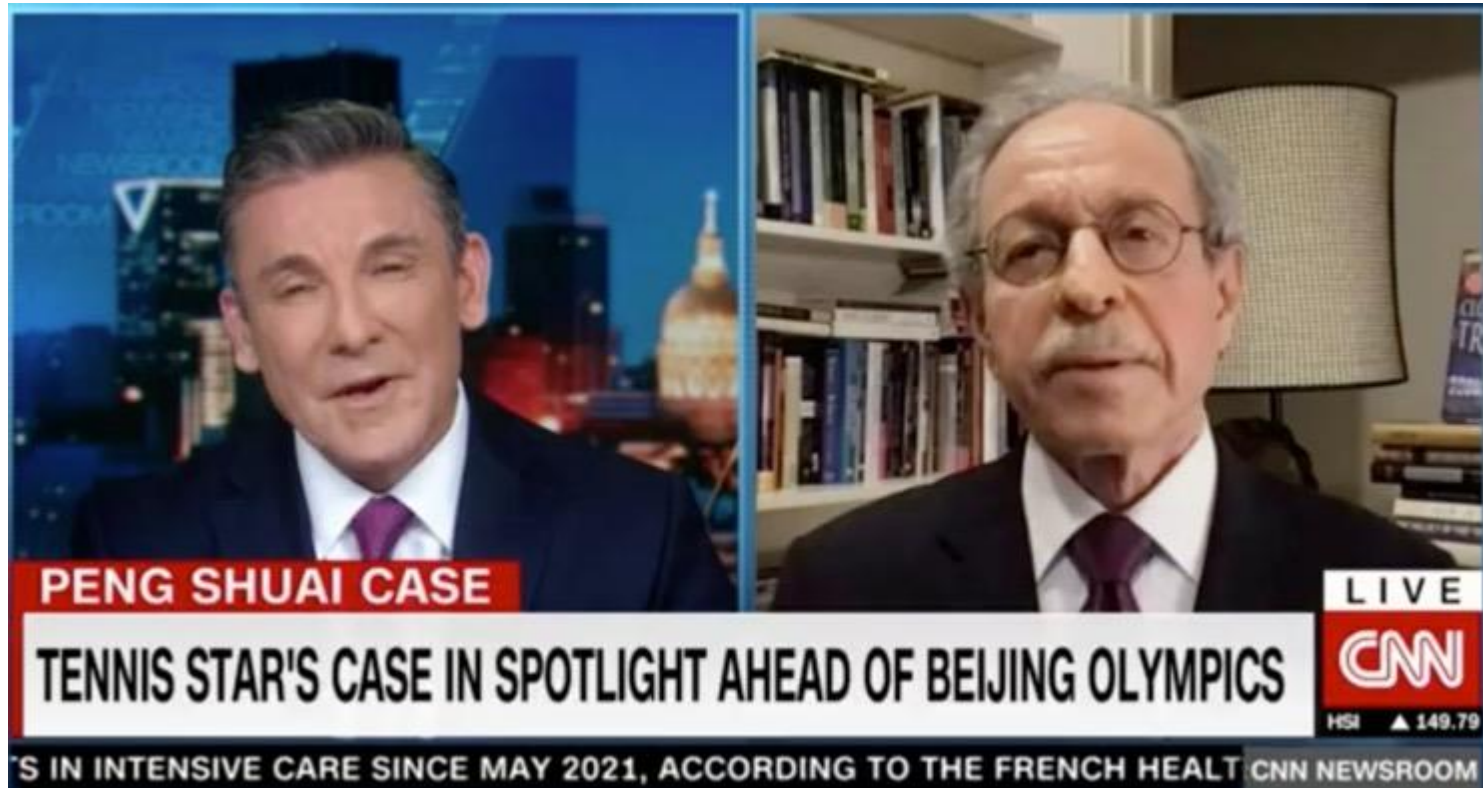 NEWSROOM
PENG SHUAI CASE
TENNIS STAR'S CASE IN SPOTLIGHT AHEAD OF BEIJING OLYMPICS
LIVE
CNN
HSI ▲ 149.79
'S IN INTENSIVE CARE SINCE MAY 2021, ACCORDING TO THE FRENCH HEALT
CNN NEWSROOM